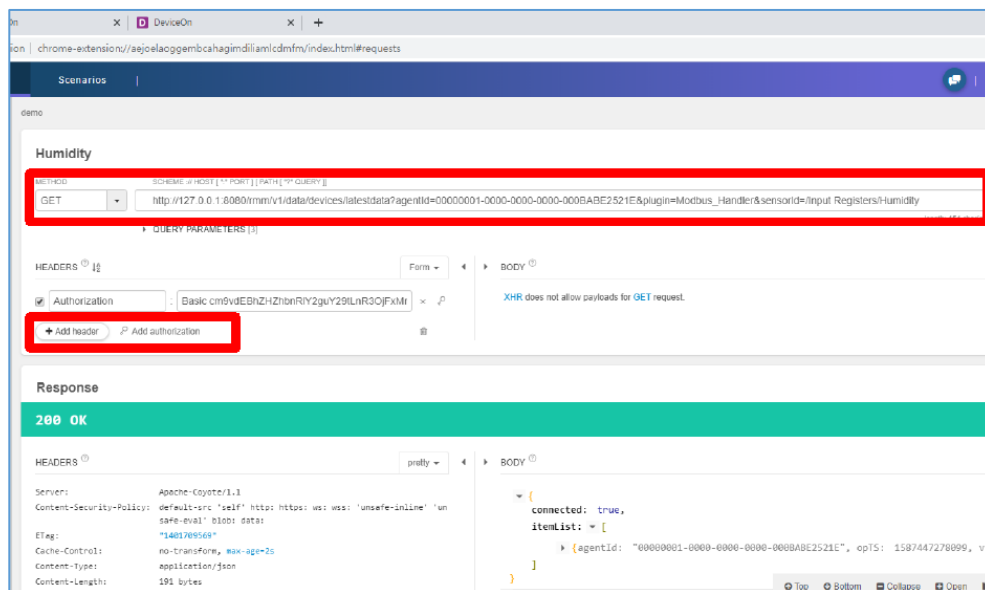 on
DeviceOn
ion | chrome-extension://aejoelaoggembcahagimdiliamlcdmfm/index.html#requests
Scenarios
demo
Humidity
METHOD
SCHEME :// HOST [ ":" PORT ] [ PATH [ "?" QUERY ]]
GET
http://127.0.0.1:8080/rmm/v1/data/devices/latestdata?agentId=00000001-0000-0000-0000-000BABE2521E&plugin=Modbus_Handler&sensorId=/Input Registers/Humidity
QUERY PARAMETERS [3]
HEADERS
Form
BODY
Authorization : Basic
XHR does not allow payloads for GET request.
+ Add header
Add authorization
Response
200 OK
HEADERS
pretty
BODY
Server: Apache-Coyote/1.1
Content-Security-Policy: default-src 'self' http: https: ws: wss: 'unsafe-inline' 'un
safe-eval' blob: data:
ETag: "1401709569"
Cache-Control: no-transform, max-age=2s
Content-Type: application/json
Content-Length: 191 bytes
{
connected: true,
itemList: [
{agentId: "00000001-0000-0000-0000-000BABE2521E", opTS: 1587447278099, v
]
}
Top Bottom Collapse Open